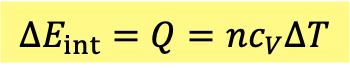 ΔE_int = Q = nc_VΔT